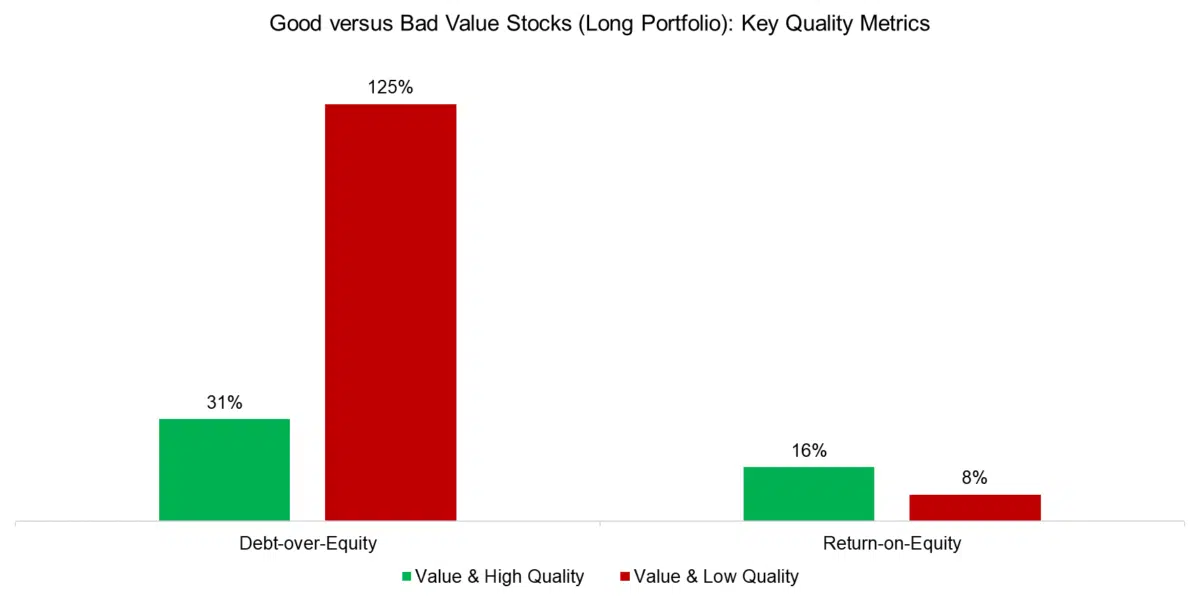 Good versus Bad Value Stocks (Long Portfolio): Key Quality Metrics
125%
31%
16%
8%
Debt-over-Equity
Return-on-Equity
Value & High Quality
Value & Low Quality